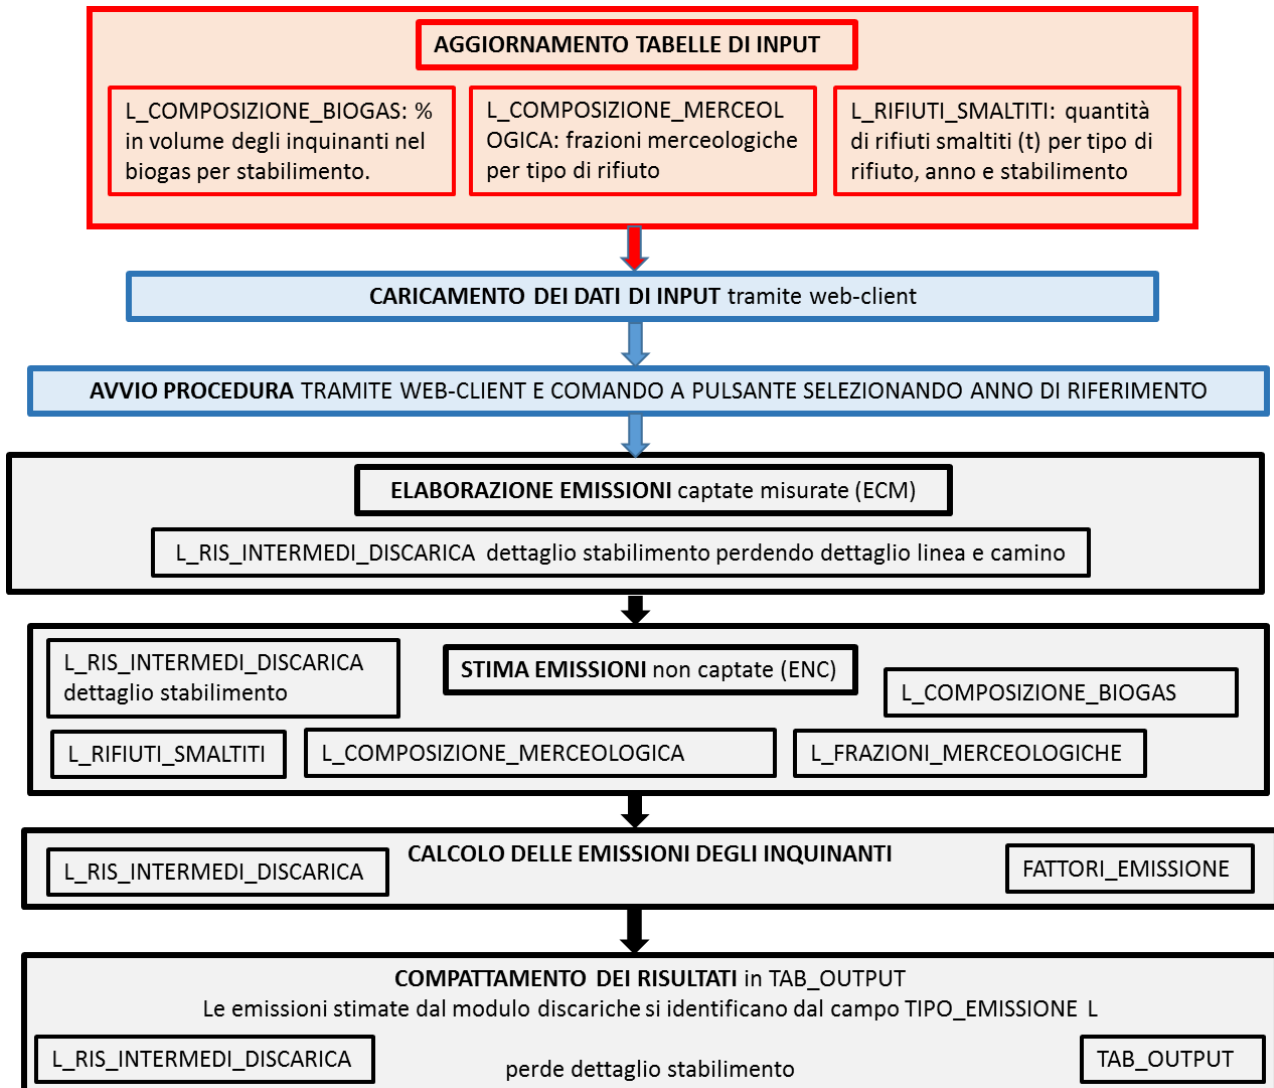 AGGIORNAMENTO TABELLE DI INPUT
L_COMPOSIZIONE_BIOGAS: %
in volume degli inquinanti nel
biogas per stabilimento.
L_COMPOSIZIONE_MERCEOL
OGICA: frazioni merceologiche
per tipo di rifiuto
L_RIFIUTI_SMALTITI: quantità
di rifiuti smaltiti (t) per tipo di
rifiuto, anno e stabilimento
CARICAMENTO DEI DATI DI INPUT tramite web-client
AVVIO PROCEDURA TRAMITE WEB-CLIENT E COMANDO A PULSANTE SELEZIONANDO ANNO DI RIFERIMENTO
ELABORAZIONE EMISSIONI captate misurate (ECM)
L_RIS_INTERMEDI_DISCARICA dettaglio stabilimento perdendo dettaglio linea e camino
L_RIS_INTERMEDI_DISCARICA
dettaglio stabilimento
STIMA EMISSIONI non captate (ENC)
L_COMPOSIZIONE_BIOGAS
L_RIFIUTI_SMALTITI
L_COMPOSIZIONE_MERCEOLOGICA
L_FRAZIONI_MERCEOLOGICHE
CALCOLO DELLE EMISSIONI DEGLI INQUINANTI
L_RIS_INTERMEDI_DISCARICA
FATTORI_EMISSIONE
COMPATTAMENTO DEI RISULTATI in TAB_OUTPUT
Le emissioni stimate dal modulo discariche si identificano dal campo TIPO_EMISSIONE L
L_RIS_INTERMEDI_DISCARICA
perde dettaglio stabilimento
TAB_OUTPUT